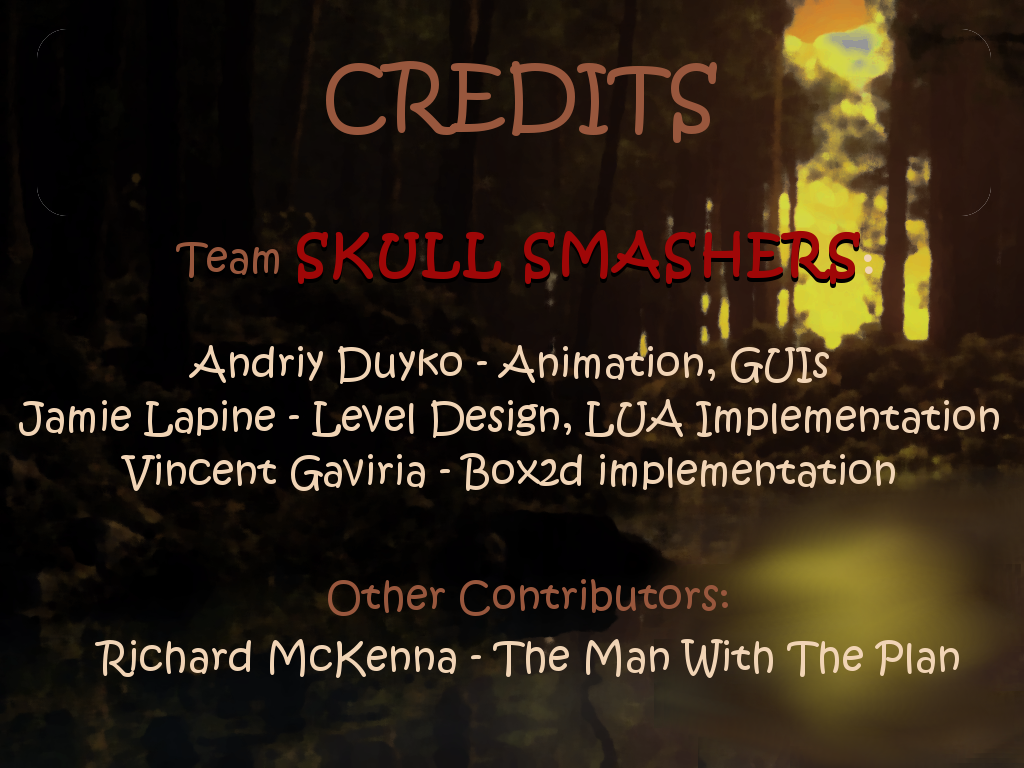 CREDITS
Team SKULL SMASHERS:
Andriy Duyko - Animation, GUIs
Jamie Lapine - Level Design, LUA Implementation
Vincent Gaviria - Box2d implementation
Other Contributors:
Richard McKenna - The Man With The Plan